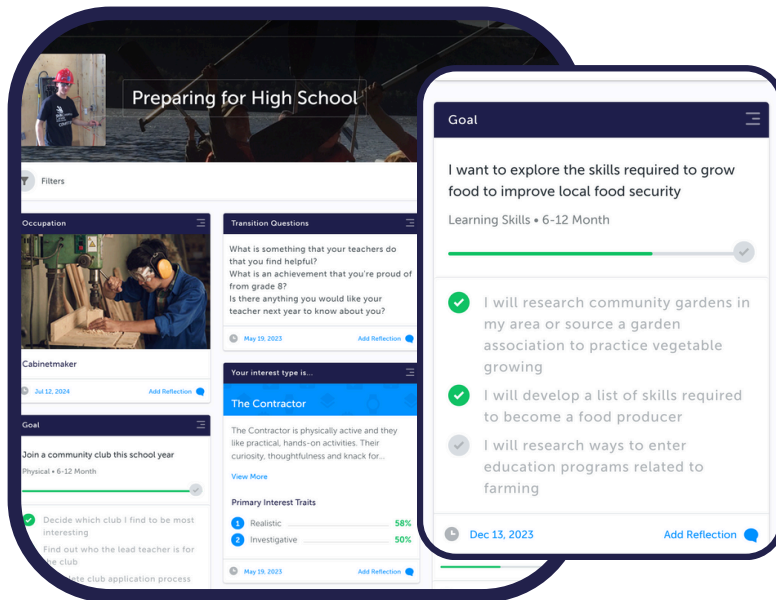 Preparing for High School
Filters
Occupation
Cabinetmaker
Jul 12, 2024
Add Reflection
Goal
Join a community club this school year
Physical • 6-12 Month
Decide which club I find to be most
interesting
Find out who the lead teacher is for
the club
club application process
Transition Questions
What is something that your teachers do
that you find helpful?
What is an achievement that you're proud of
from grade 8?
Is there anything you would like your
teacher next year to know about you?
May 19, 2023
Add Reflection
Your interest type is...
The Contractor
The Contractor is physically active and they
like practical, hands-on activities. Their
curiosity, thoughtfulness and knack for...
View More
Primary Interest Traits
1 Realistic 58%
2 Investigative 50%
May 19, 2023
Add Reflection
Goal
I want to explore the skills required to grow
food to improve local food security
Learning Skills • 6-12 Month
I will research community gardens in
my area or source a garden
association to practice vegetable
growing
I will develop a list of skills required
to become a food producer
I will research ways to enter
education programs related to
farming
Dec 13, 2023
Add Reflection